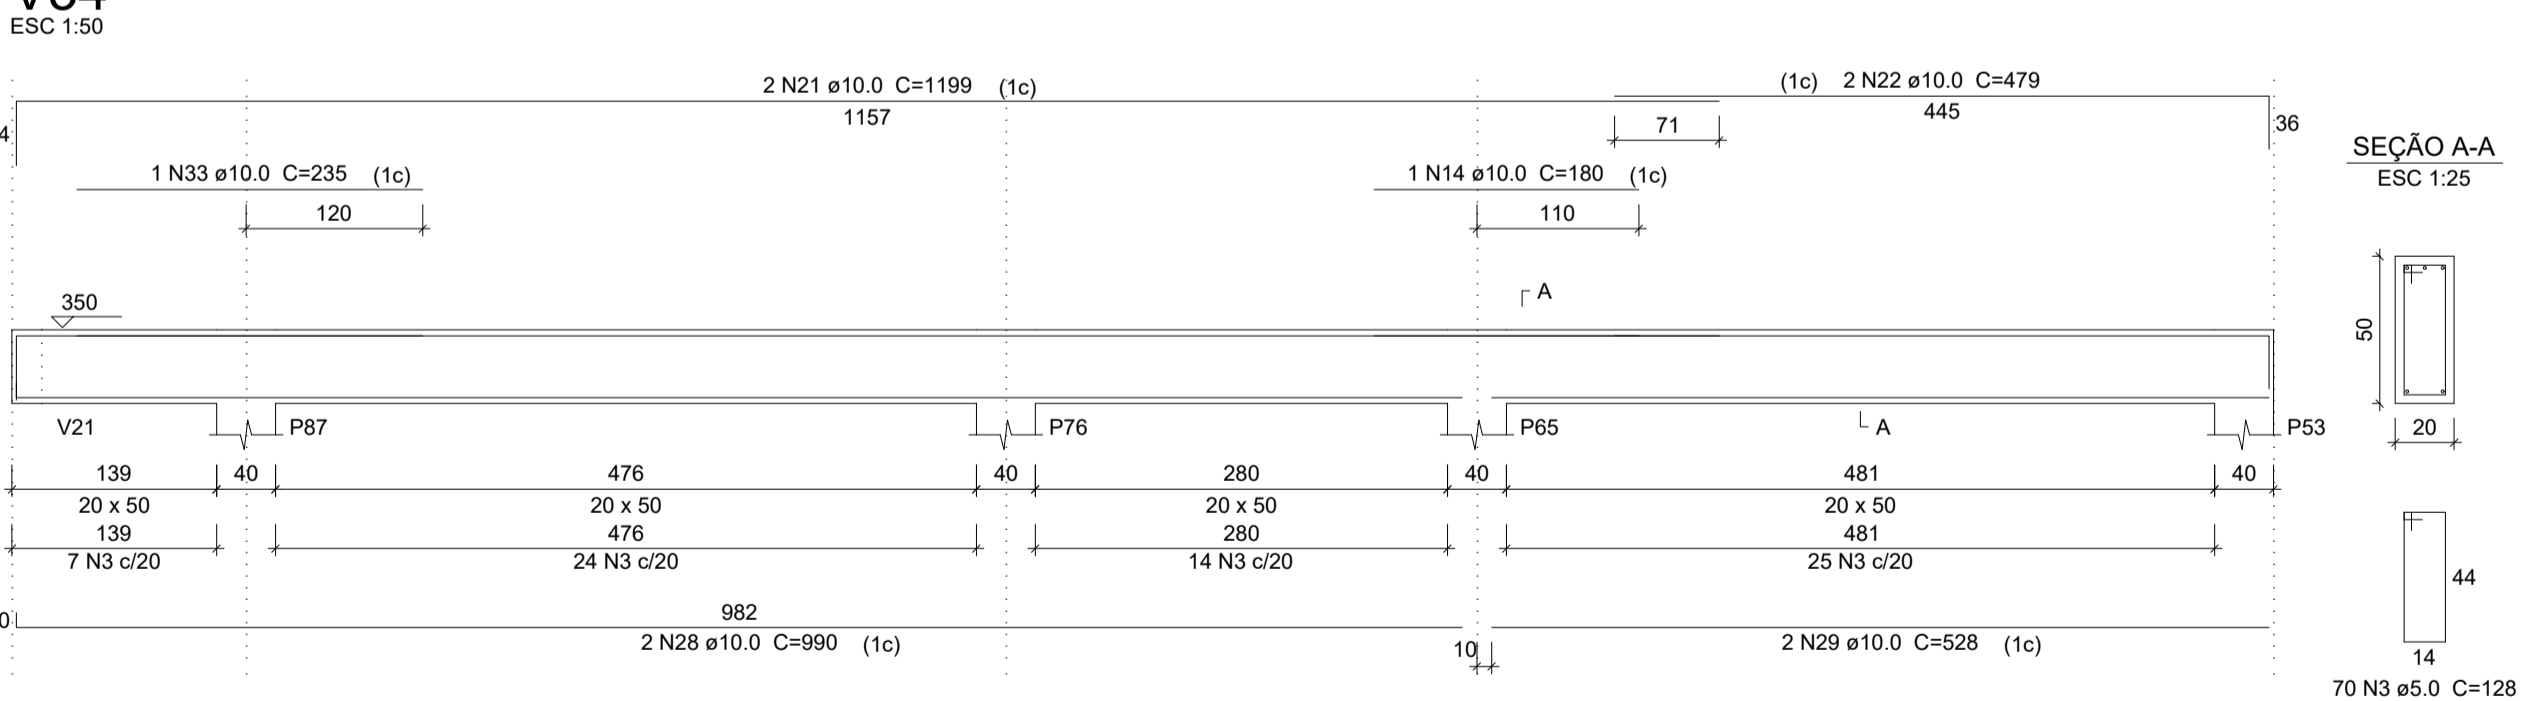 ESC 1:50
2 N21 ø10.0 C=1199 (1c)
1157
(1c) 2 N22 ø10.0 C=479
445
71
36
4
1 N33 ø10.0 C=235 (1c)
120
1 N14 ø10.0 C=180 (1c)
110
SEÇÃO A-A
ESC 1:25
350
A
50
20
V21
P87
P76
P65
A
P53
139 40 476 40 280 40 481 40
20 x 50 20 x 50 20 x 50 20 x 50
139 476 280 481
7 N3 c/20 24 N3 c/20 14 N3 c/20 25 N3 c/20
44
14
70 N3 ø5.0 C=128
0
982
2 N28 ø10.0 C=990 (1c)
10
2 N29 ø10.0 C=528 (1c)